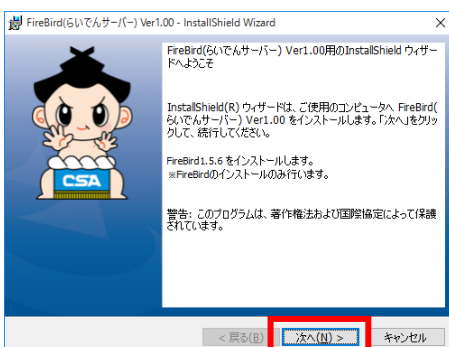 FireBird(らいでんサーバー) Ver1.00 - InstallShield Wizard
FireBird(らいでんサーバー) Ver1.00用のInstallShield ウィザー
ドへようこそ
InstallShield(R) ウィザードは、ご使用のコンピュータへ FireBird(
らいでんサーバー) Ver1.00 をインストールします。「次へ」をクリッ
クして、続行してください。
FireBird1.5.6 をインストールします。
※FireBirdのインストールのみ行います。
警告: このプログラムは、著作権法および国際協定によって保護
されています。
CSA
< 戻る(B)
次へ(N) >
キャンセル